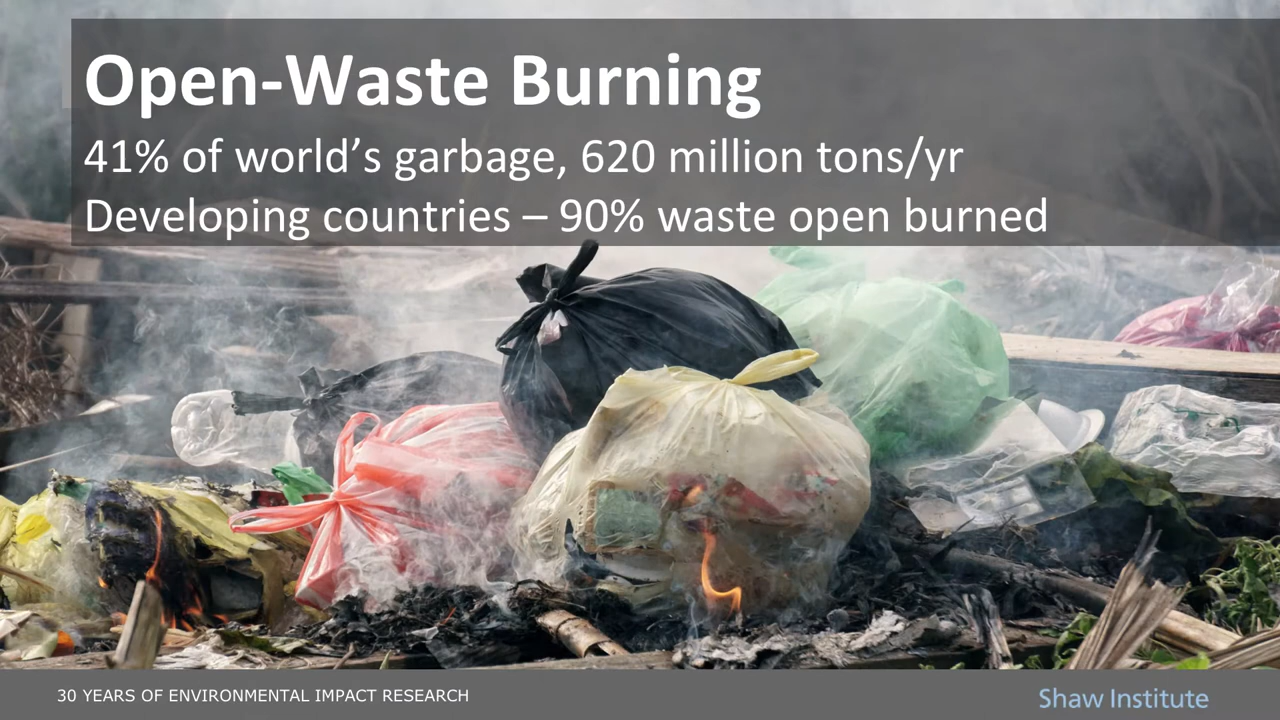 Open-Waste Burning
41% of world’s garbage, 620 million tons/yr
Developing countries – 90% waste open burned
30 YEARS OF ENVIRONMENTAL IMPACT RESEARCH
Shaw Institute